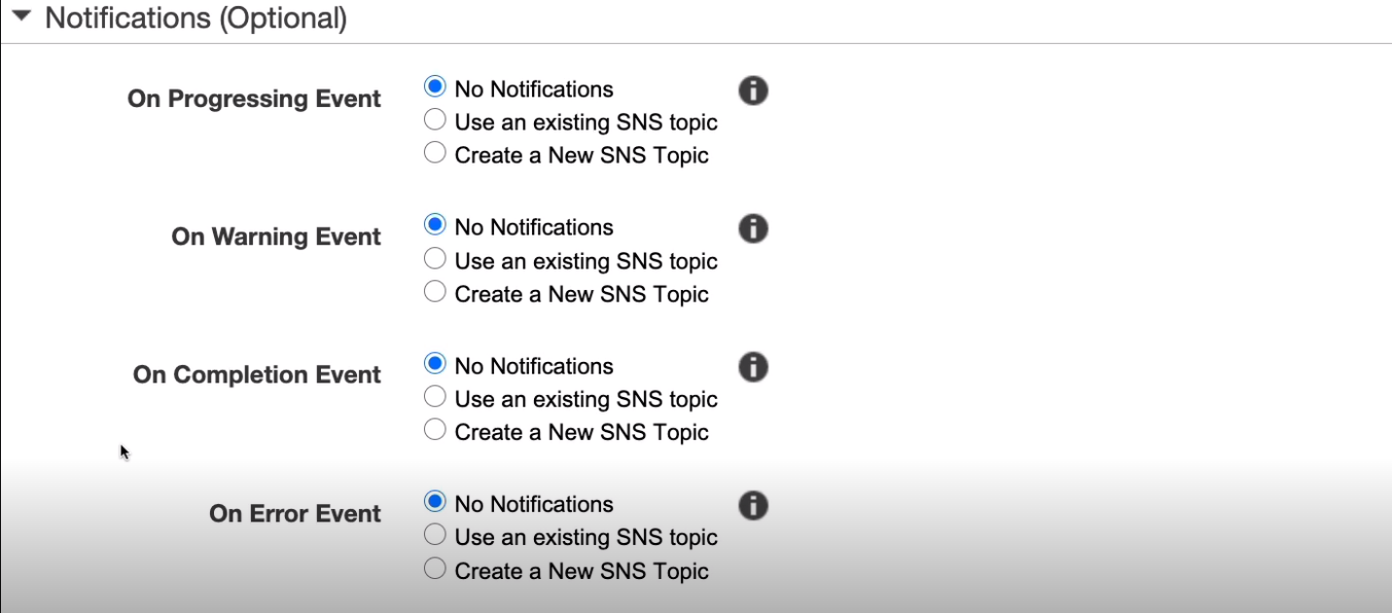 Notifications (Optional)
On Progressing Event
No Notifications
Use an existing SNS topic
Create a New SNS Topic
On Warning Event
No Notifications
Use an existing SNS topic
Create a New SNS Topic
On Completion Event
No Notifications
Use an existing SNS topic
Create a New SNS Topic
On Error Event
No Notifications
Use an existing SNS topic
Create a New SNS Topic